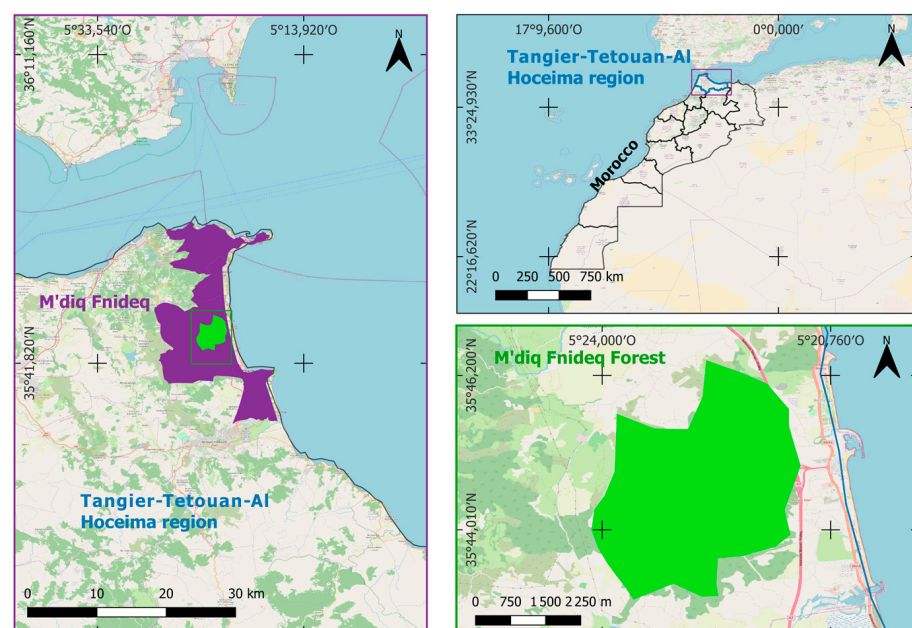 5°33,540′O 5°13,920′O
N
36°11,160′N
M'diq Fnideq
35°41,820′N
Tangier-Tetouan-Al
Hoceima region
0 10 20 30 km
17°9,600′O 0°0,000′
N
Tangier-Tetouan-Al
Hoceima region
33°24,930′N
Morocco
22°16,620′N
0 250 500 750 km
5°24,000′O 5°20,760′O
N
M'diq Fnideq Forest
35°46,200′N
35°44,010′N
0 750 1 500 2 250 m